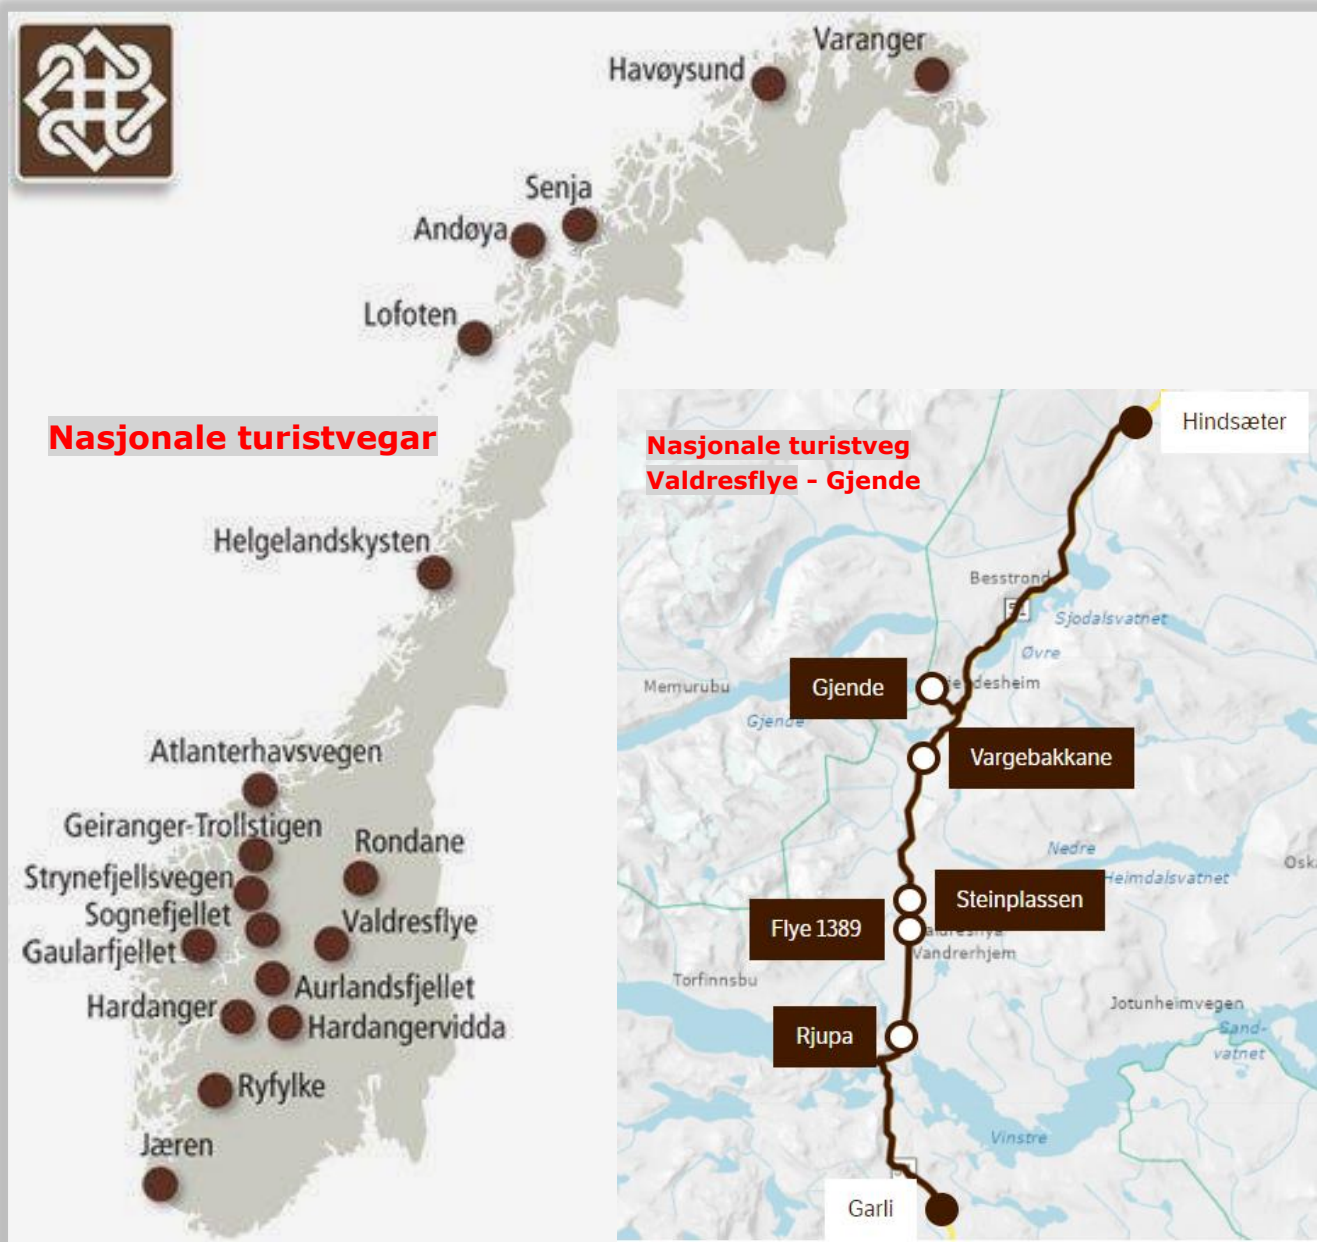 Varanger
Havøysund
Senja
Andøya
Lofoten
Nasjonale turistvegar
Helgelandskysten
Atlanterhavsvegen
Geiranger-Trollstigen
Rondane
Strynefjellsvegen
Sognefjellet
Valdresflye
Gaularfjellet
Aurlandsfjellet
Hardanger
Hardangervidda
Ryfylke
Jæren
Nasjonale turistveg
Valdresflye - Gjende
Hindsæter
Besstrond
Sjodalsvatnet
Øvre
Gjende
Memurubu
Gjende
Vargebakkane
Nedre
Heimdalsvatnet
Steinplassen
Flye 1389
Vandrerhjem
Torfinnsbu
Jotunheimvegen
Sand-
vatnet
Rjupa
Vinstre
Garli